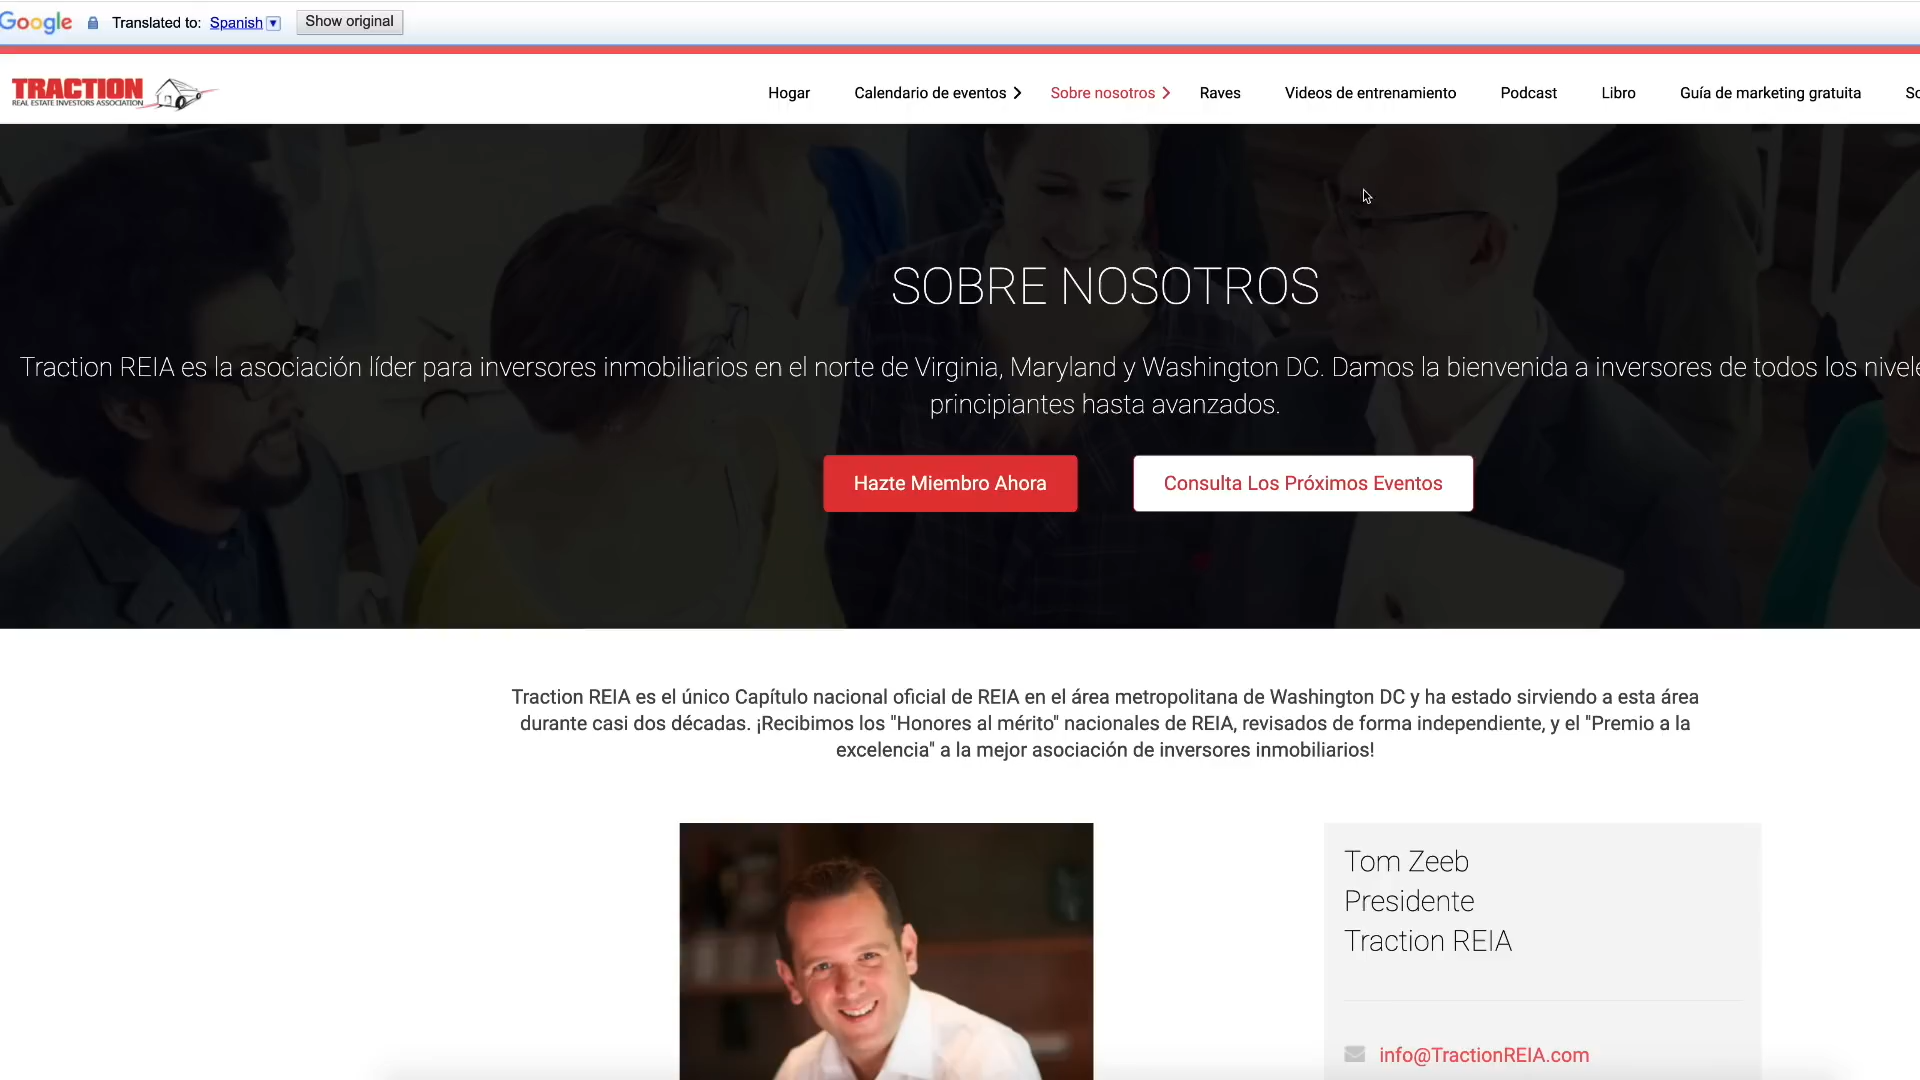 Google Translated to: Spanish Show original
TRACTION
REAL ESTATE INVESTORS ASSOCIATION
Hogar Calendario de eventos Sobre nosotros Raves Videos de entrenamiento Podcast Libro Guía de marketing gratuita
SOBRE NOSOTROS
Traction REIA es la asociación líder para inversores inmobiliarios en el norte de Virginia, Maryland y Washington DC. Damos la bienvenida a inversores de todos los
principiantes hasta avanzados.
Hazte Miembro Ahora Consulta Los Próximos Eventos
Traction REIA es el único Capítulo nacional oficial de REIA en el área metropolitana de Washington DC y ha estado sirviendo a esta área
durante casi dos décadas. ¡Recibimos los "Honores al mérito" nacionales de REIA, revisados de forma independiente, y el "Premio a la
excelencia" a la mejor asociación de inversores inmobiliarios!
Tom Zeeb
Presidente
Traction REIA
info@TractionREIA.com